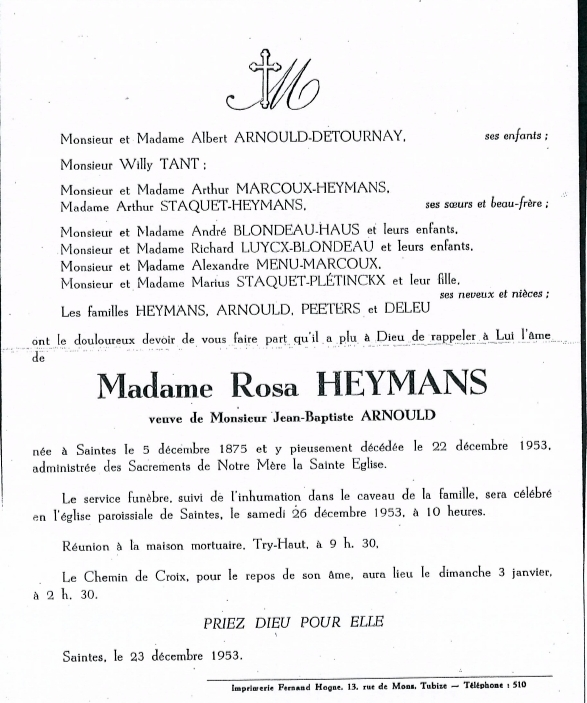 M
Monsieur et Madame Albert ARNOULD-DETOURNAY,
ses enfants ;
Monsieur Willy TANT ;
Monsieur et Madame Arthur MARCOUX-HEYMANS,
Madame Arthur STAQUET-HEYMANS,
ses sœurs et beau-frère ;
Monsieur et Madame André BLONDEAU-HAUS et leurs enfants,
Monsieur et Madame Richard LUYCX-BLONDEAU et leurs enfants,
Monsieur et Madame Alexandre MENU-MARCOUX,
Monsieur et Madame Marius STAQUET-PLÉTINCKX et leur fille,
ses neveux et nièces ;
Les familles HEYMANS, ARNOULD, PEETERS et DELEU
ont le douloureux devoir de vous faire part qu'il a plu à Dieu de rappeler à Lui l'âme
de
Madame Rosa HEYMANS
veuve de Monsieur Jean-Baptiste ARNOULD
née à Saintes le 5 décembre 1875 et y pieusement décédée le 22 décembre 1953,
administrée des Sacrements de Notre Mère la Sainte Eglise.
Le service funèbre, suivi de l'inhumation dans le caveau de la famille, sera célébré
en l'église paroissiale de Saintes, le samedi 26 décembre 1953, à 10 heures.
Réunion à la maison mortuaire, Try-Haut, à 9 h. 30.
Le Chemin de Croix, pour le repos de son âme, aura lieu le dimanche 3 janvier,
à 2 h. 30.
PRIEZ DIEU POUR ELLE
Saintes, le 23 décembre 1953.
Imprimerie Fernand Hogne, 13, rue de Mons, Tubize — Téléphone : 510